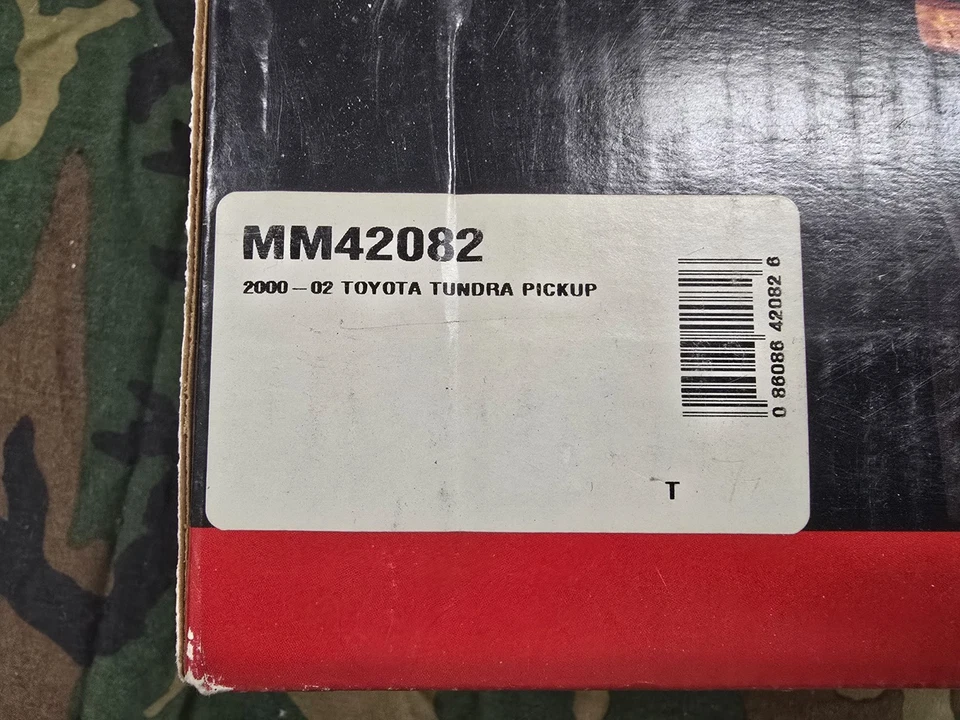 MM42082
2000-02 TOYOTA TUNDRA PICKUP
0 86086 42082 6
T